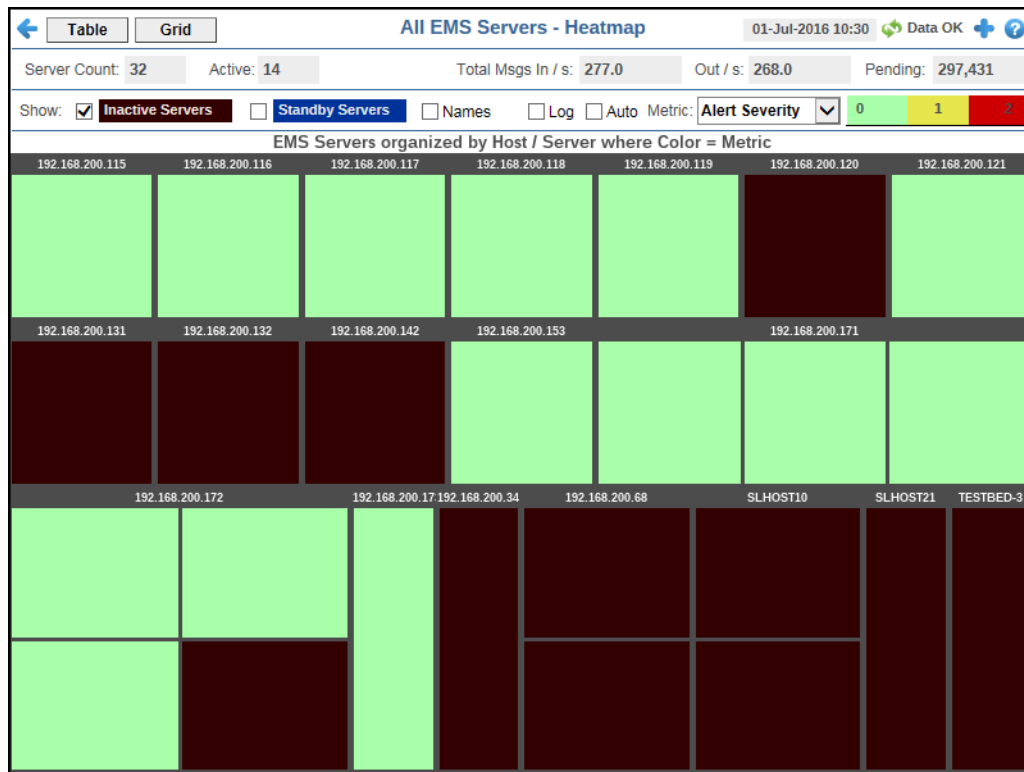 Table Grid All EMS Servers - Heatmap 01-Jul-2016 10:30 Data OK
Server Count: 32 Active: 14 Total Msgs In / s: 277.0 Out / s: 268.0 Pending: 297,431
Show: Inactive Servers Standby Servers Names Log Auto Metric: Alert Severity 0 1 2
EMS Servers organized by Host / Server where Color = Metric
192.168.200.115 192.168.200.116 192.168.200.117 192.168.200.118 192.168.200.119 192.168.200.120 192.168.200.121
192.168.200.131 192.168.200.132 192.168.200.142 192.168.200.153 192.168.200.171
192.168.200.172 192.168.200.17 192.168.200.34 192.168.200.68 SLHOST10 SLHOST21 TESTBED-3